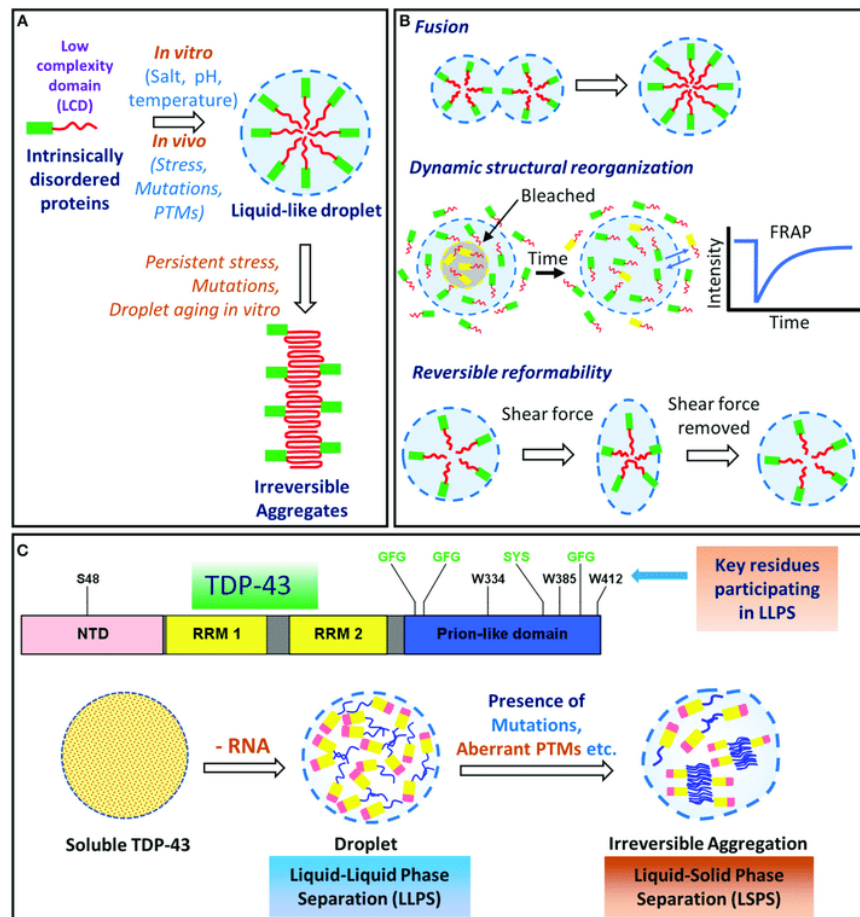 A
Low
complexity
domain
(LCD)
Intrinsically
disordered
proteins
In vitro
(Salt, pH,
temperature)
In vivo
(Stress,
Mutations,
PTMs)
Liquid-like droplet
Persistent stress,
Mutations,
Droplet aging in vitro
Irreversible
Aggregates
B
Fusion
Dynamic structural reorganization
Bleached
Time
FRAP
Intensity
Time
Reversible reformability
Shear force
Shear force
removed
C
S48
TDP-43
GFG
GFG
SYS
GFG
W334
W385
W412
Key residues
participating
in LLPS
NTD
RRM 1
RRM 2
Prion-like domain
- RNA
Presence of
Mutations,
Aberrant PTMs etc.
Soluble TDP-43
Droplet
Irreversible Aggregation
Liquid-Liquid Phase
Separation (LLPS)
Liquid-Solid Phase
Separation (LSPS)